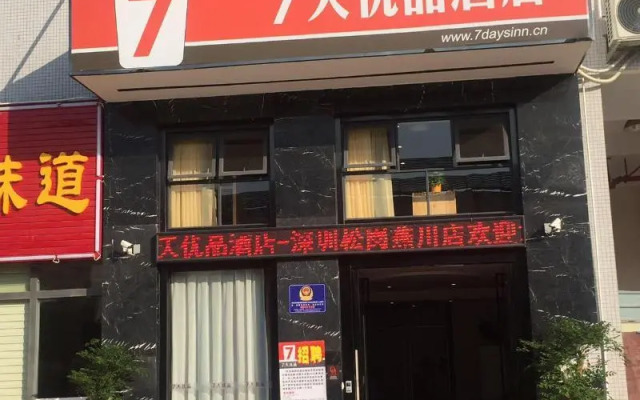 7 7天优品酒店
www.7daysinn.cn
味道
天优品酒店-深圳松岗燕川店欢迎
7 招聘